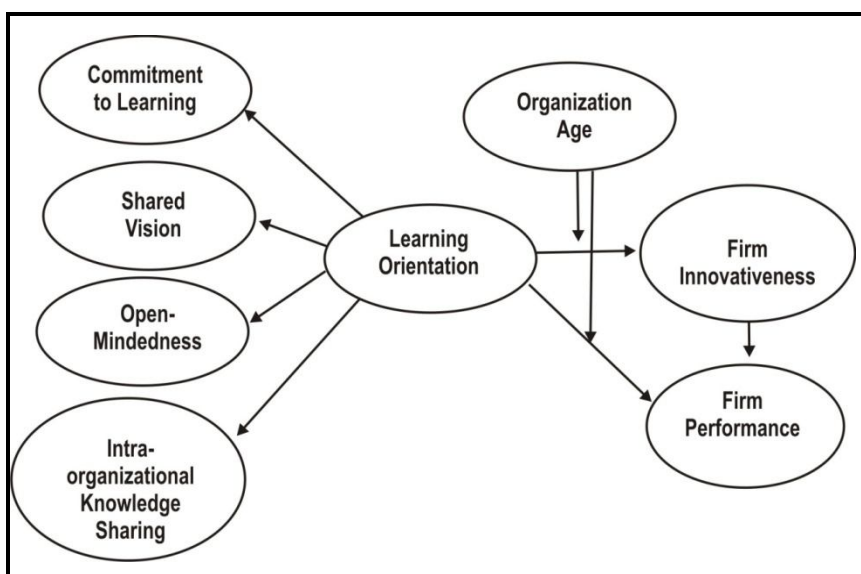 Commitment
to Learning
Shared
Vision
Open-
Mindedness
Intra-
organizational
Knowledge
Sharing
Learning
Orientation
Organization
Age
Firm
Innovativeness
Firm
Performance